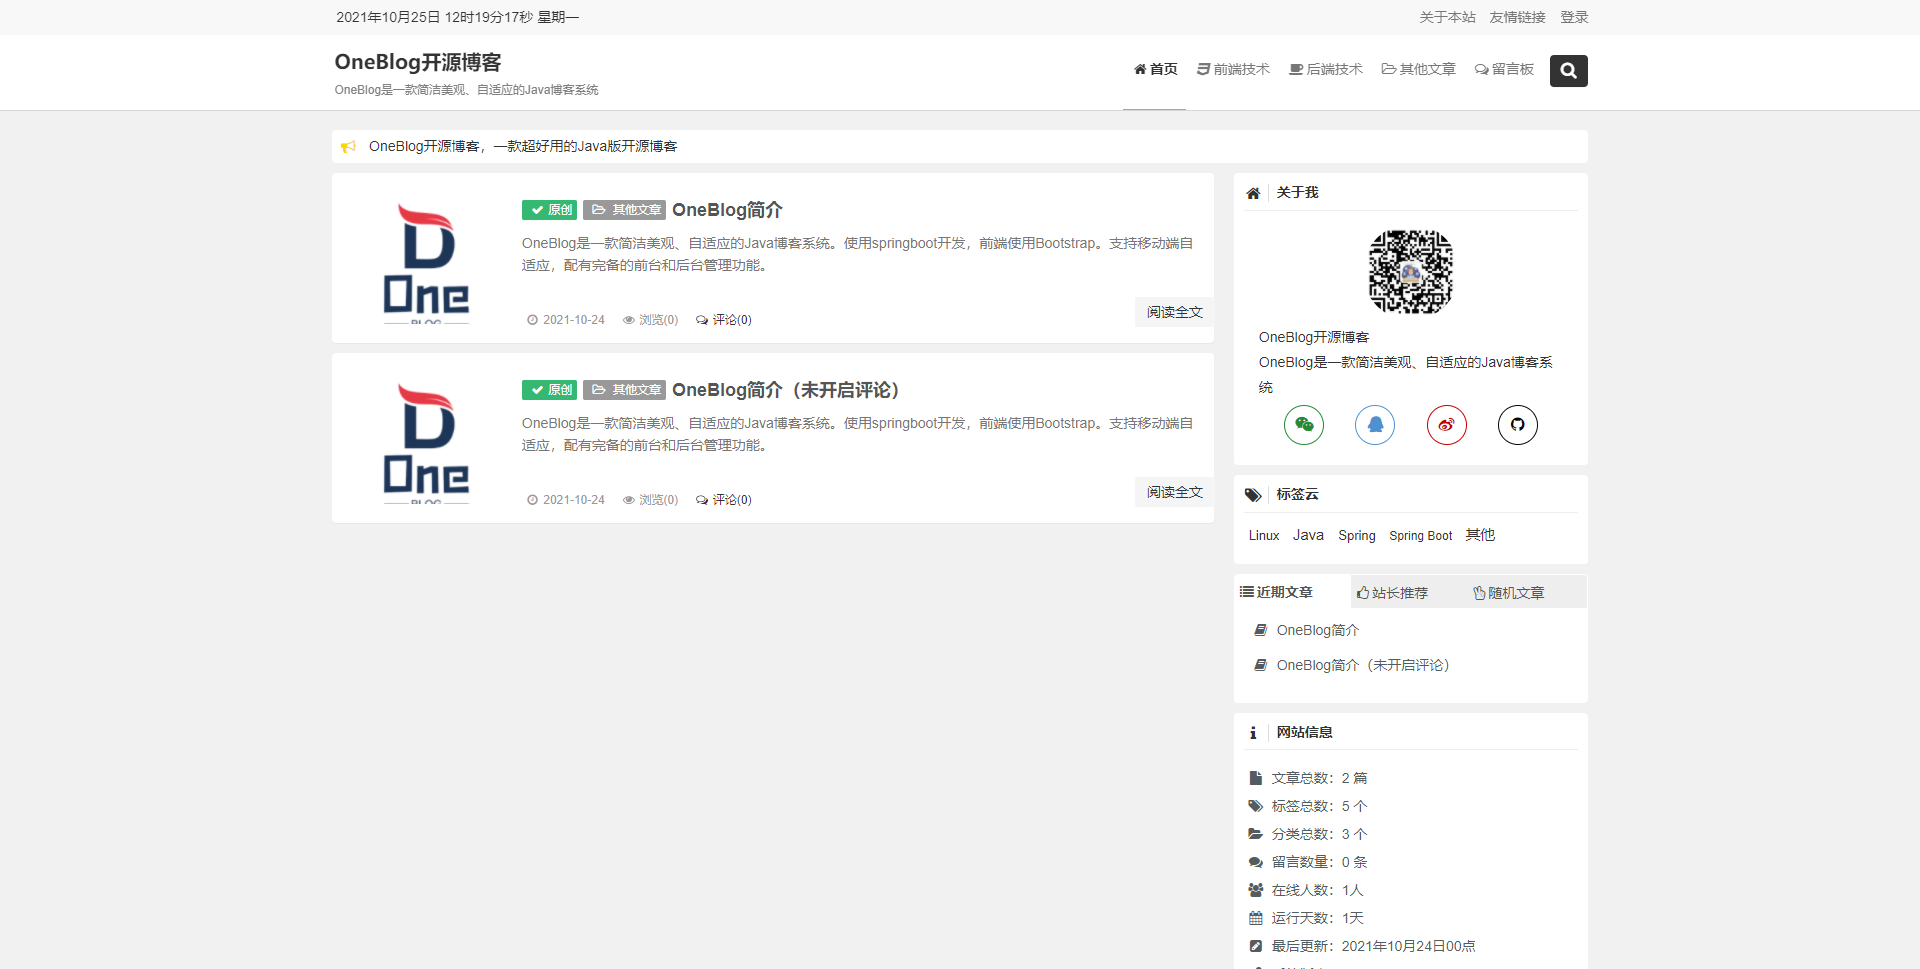 2021年10月25日 12时19分17秒 星期一
关于本站 友情链接 登录
OneBlog开源博客
OneBlog是一款简洁美观、自适应的Java博客系统
首页 前端技术 后端技术 其他文章 留言板
OneBlog开源博客，一款超好用的Java版开源博客
D
One
BLOG
原创 其他文章 OneBlog简介
OneBlog是一款简洁美观、自适应的Java博客系统。使用springboot开发，前端使用Bootstrap。支持移动端自
适应，配有完备的前台和后台管理功能。
2021-10-24 浏览(0) 评论(0)
阅读全文
D
One
BLOG
原创 其他文章 OneBlog简介（未开启评论）
OneBlog是一款简洁美观、自适应的Java博客系统。使用springboot开发，前端使用Bootstrap。支持移动端自
适应，配有完备的前台和后台管理功能。
2021-10-24 浏览(0) 评论(0)
阅读全文
关于我
OneBlog开源博客
OneBlog是一款简洁美观、自适应的Java博客系
统
标签云
Linux Java Spring Spring Boot 其他
近期文章 站长推荐 随机文章
OneBlog简介
OneBlog简介（未开启评论）
网站信息
文章总数：2 篇
标签总数：5 个
分类总数：3 个
留言数量：0 条
在线人数：1人
运行天数：1天
最后更新：2021年10月24日00点